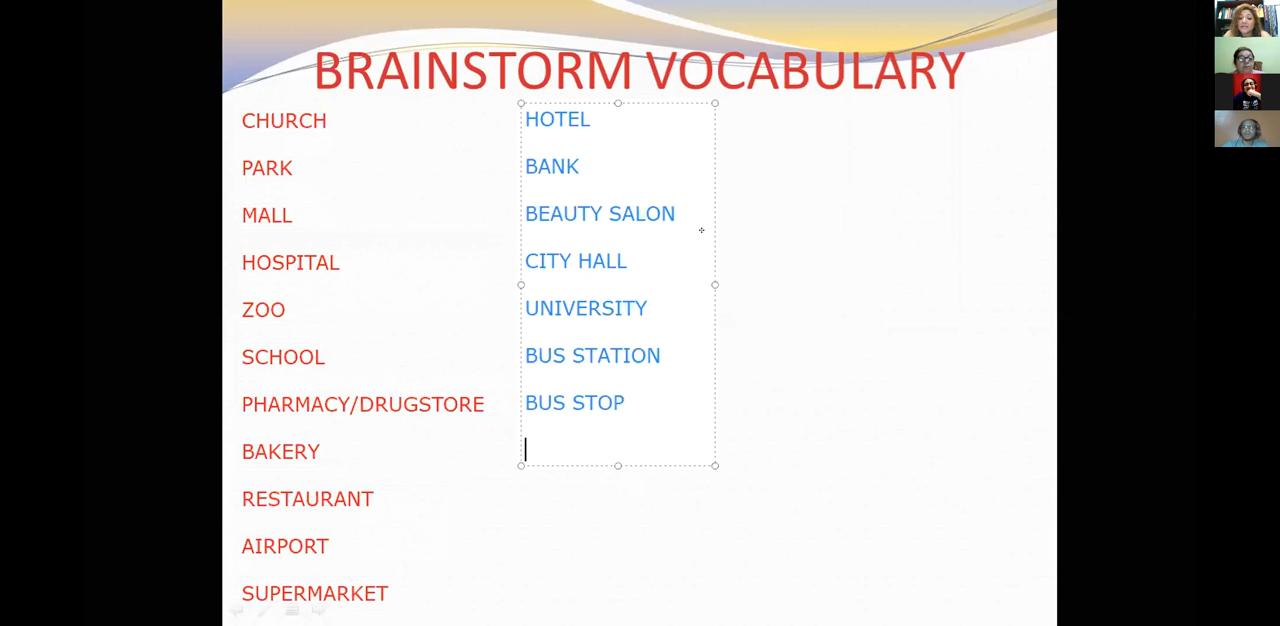 BRAINSTORM VOCABULARY
CHURCH
PARK
MALL
HOSPITAL
ZOO
SCHOOL
PHARMACY/DRUGSTORE
BAKERY
RESTAURANT
AIRPORT
SUPERMARKET
HOTEL
BANK
BEAUTY SALON
CITY HALL
UNIVERSITY
BUS STATION
BUS STOP